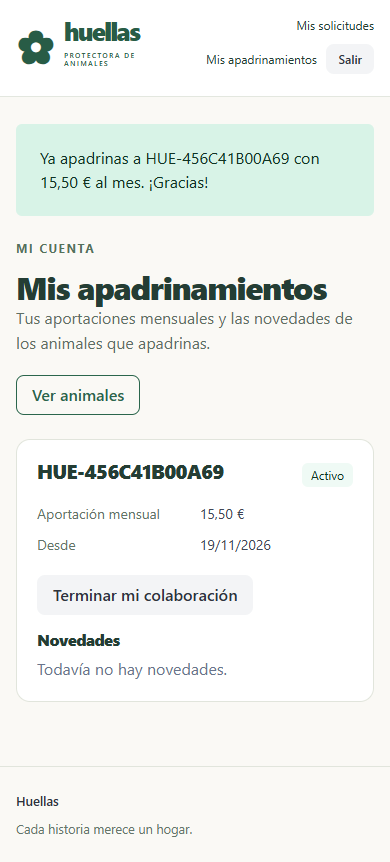 huellas
PROTECTORA DE
ANIMALES
Mis solicitudes
Mis apadrinamientos
Salir
Ya apadrinas a HUE-456C41B00A69 con
15,50 € al mes. ¡Gracias!
MI CUENTA
Mis apadrinamientos
Tus aportaciones mensuales y las novedades de
los animales que apadrinas.
Ver animales
HUE-456C41B00A69
Activo
Aportación mensual 15,50 €
Desde 19/11/2026
Terminar mi colaboración
Novedades
Todavía no hay novedades.
Huellas
Cada historia merece un hogar.